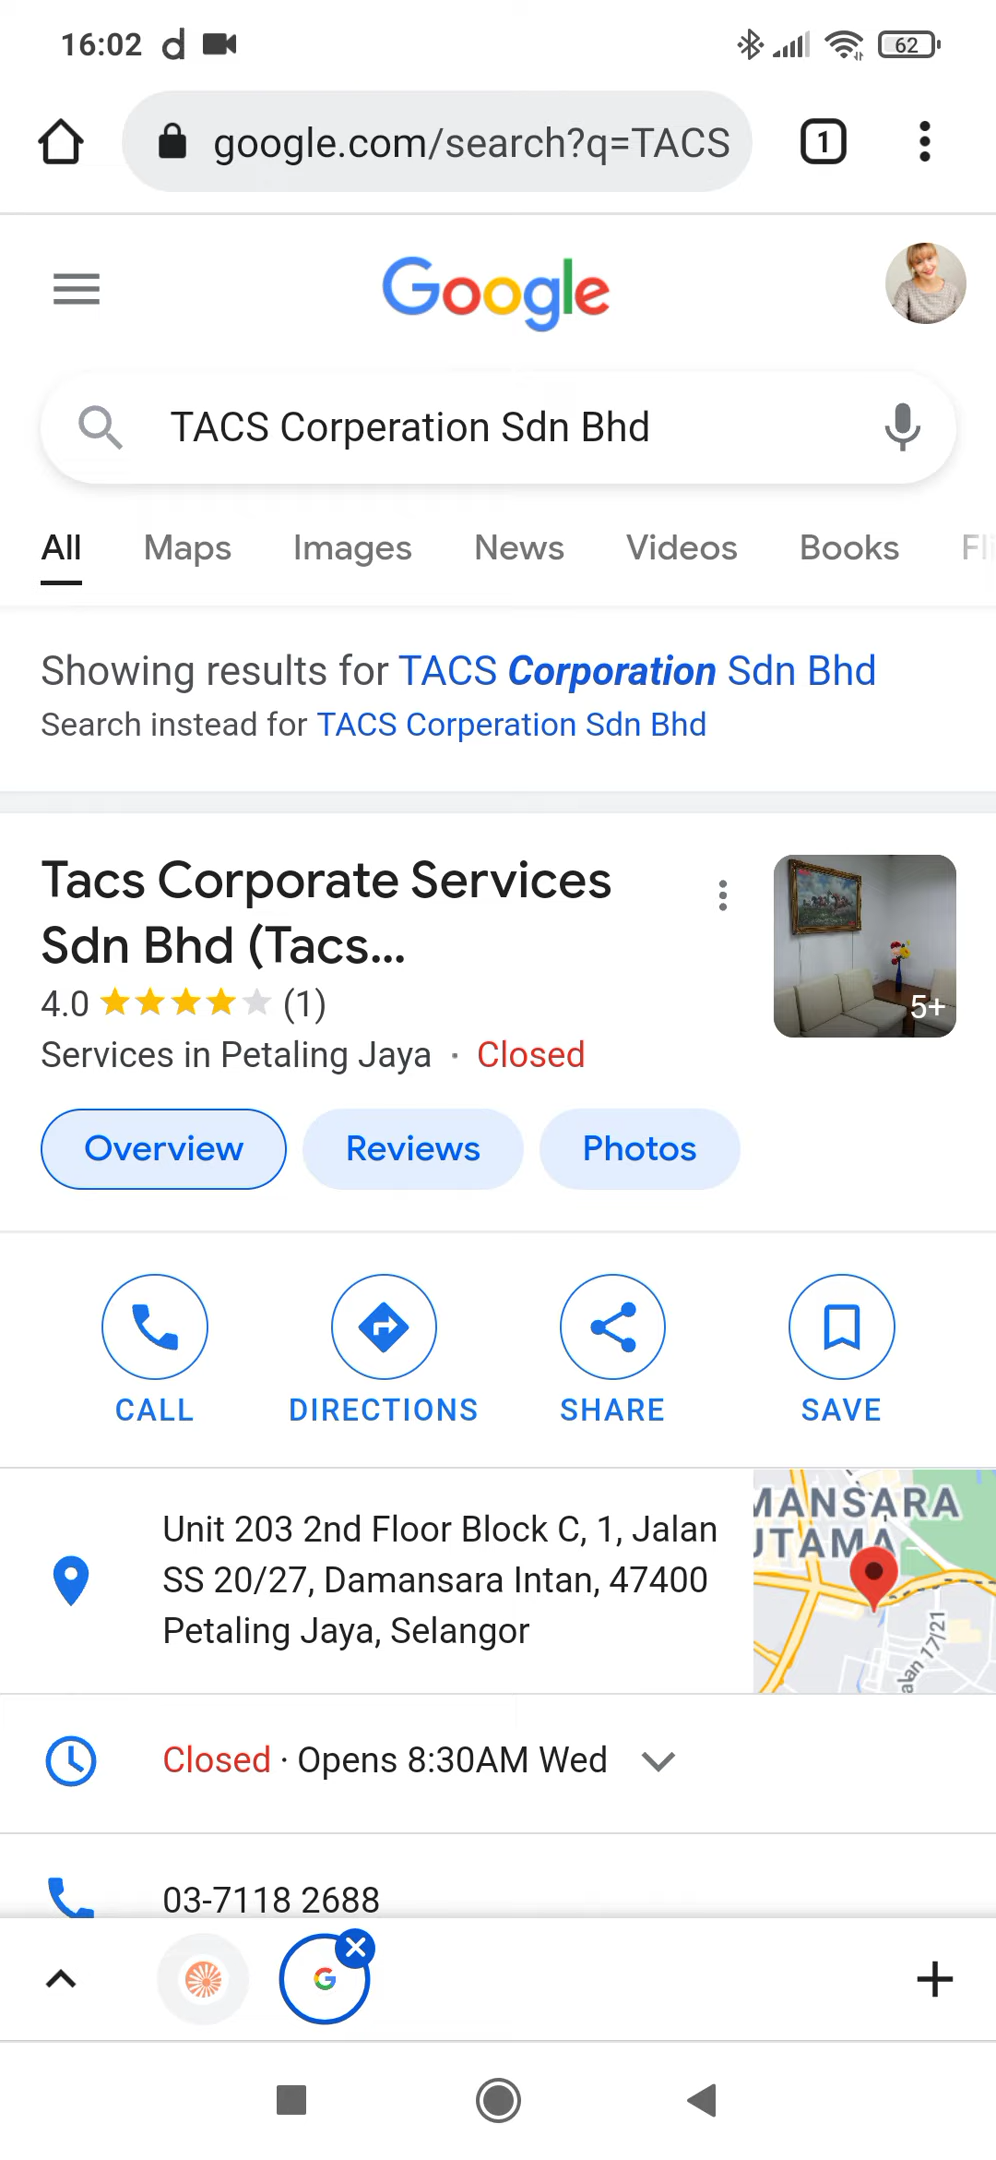 16:02
62
google.com/search?q=TACS
1
Google
TACS Corperation Sdn Bhd
All Maps Images News Videos Books Fli
Showing results for TACS Corporation Sdn Bhd
Search instead for TACS Corperation Sdn Bhd
Tacs Corporate Services
Sdn Bhd (Tacs...
4.0 (1)
5+
Services in Petaling Jaya · Closed
Overview Reviews Photos
CALL DIRECTIONS SHARE SAVE
Unit 203 2nd Floor Block C, 1, Jalan
SS 20/27, Damansara Intan, 47400
Petaling Jaya, Selangor
MANSARA
UTAMA
alan 17/21
Closed · Opens 8:30AM Wed
03-7118 2688